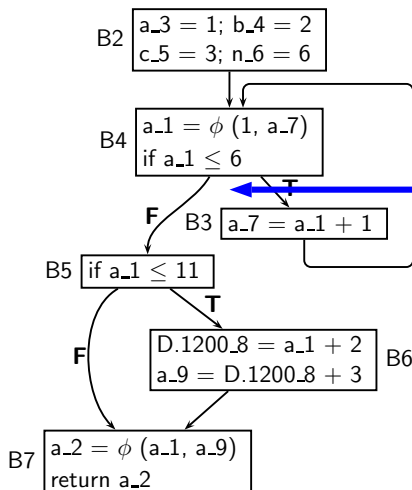 B2
a_3 = 1; b_4 = 2
c_5 = 3; n_6 = 6
B4
a_1 = ϕ (1, a_7)
if a_1 ≤ 6
F
T
B3
a_7 = a_1 + 1
B5
if a_1 ≤ 11
F
T
D.1200_8 = a_1 + 2
a_9 = D.1200_8 + 3
B6
B7
a_2 = ϕ (a_1, a_9)
return a_2